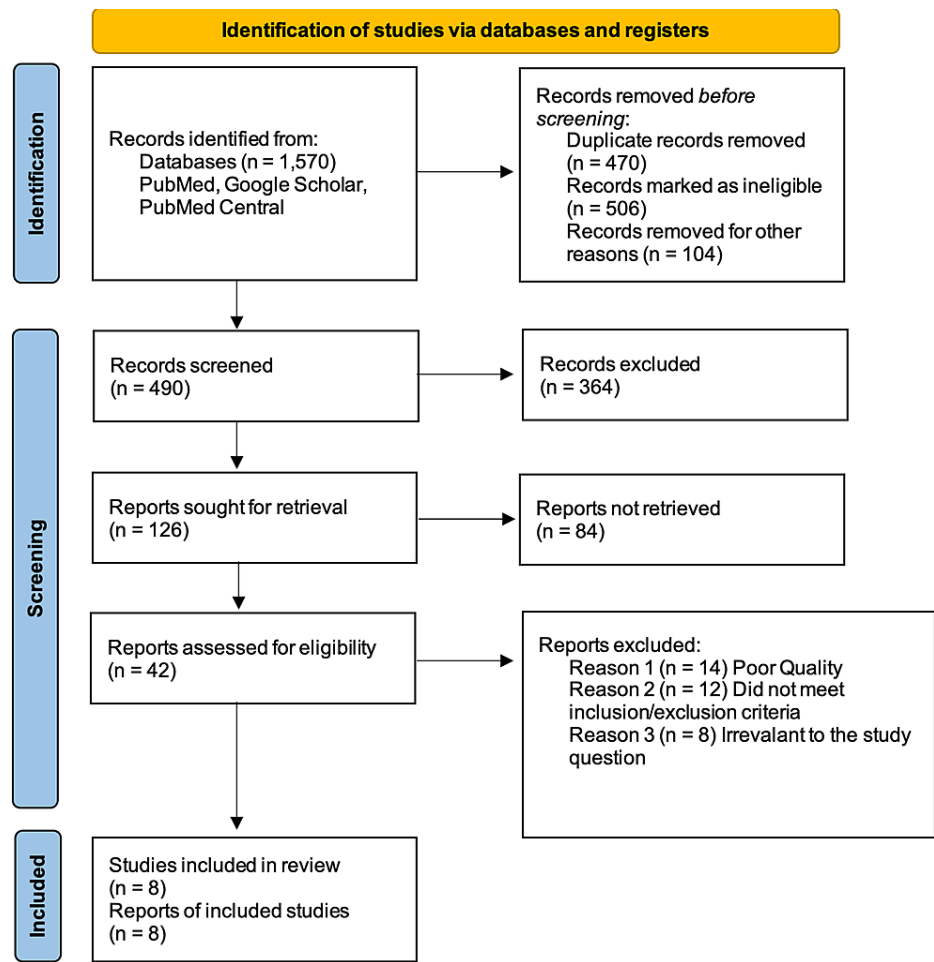 Identification of studies via databases and registers
Identification
Records identified from:
Databases (n = 1,570)
PubMed, Google Scholar,
PubMed Central
Records removed before
screening:
Duplicate records removed
(n = 470)
Records marked as ineligible
(n = 506)
Records removed for other
reasons (n = 104)
Screening
Records screened
(n = 490)
Records excluded
(n = 364)
Reports sought for retrieval
(n = 126)
Reports not retrieved
(n = 84)
Reports assessed for eligibility
(n = 42)
Reports excluded:
Reason 1 (n = 14) Poor Quality
Reason 2 (n = 12) Did not meet
inclusion/exclusion criteria
Reason 3 (n = 8) Irrevalant to the study
question
Included
Studies included in review
(n = 8)
Reports of included studies
(n = 8)